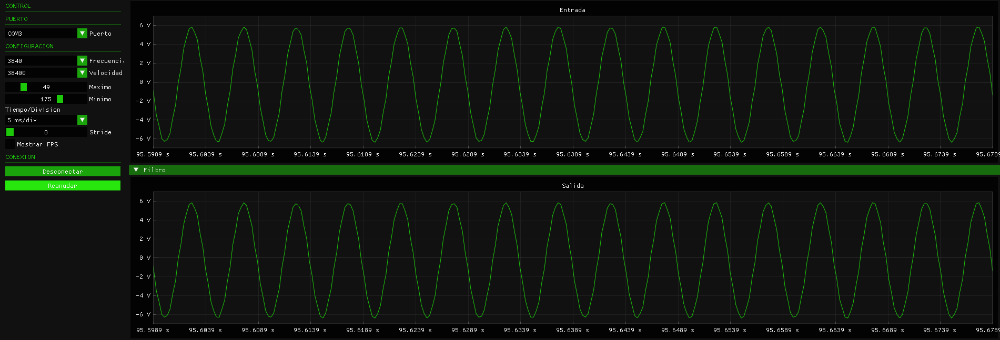 CONTROL
PUERTO
COM3 Puerto
CONFIGURACION
3840 Frecuenci
38400 Velocidad
49 Maximo
175 Minimo
Tiempo/Division
5 ms/div
0 Stride
Mostrar FPS
CONEXION
Desconectar
Reanudar
Entrada
6 V
4 V
2 V
0 V
-2 V
-4 V
-6 V
95.5989 s 95.6039 s 95.6089 s 95.6139 s 95.6189 s 95.6239 s 95.6289 s 95.6339 s 95.6389 s 95.6439 s 95.6489 s 95.6539 s 95.6589 s 95.6639 s 95.6689 s 95.6739 s 95.6789
Filtro
Salida
6 V
4 V
2 V
0 V
-2 V
-4 V
-6 V
95.5989 s 95.6039 s 95.6089 s 95.6139 s 95.6189 s 95.6239 s 95.6289 s 95.6339 s 95.6389 s 95.6439 s 95.6489 s 95.6539 s 95.6589 s 95.6639 s 95.6689 s 95.6739 s 95.6789